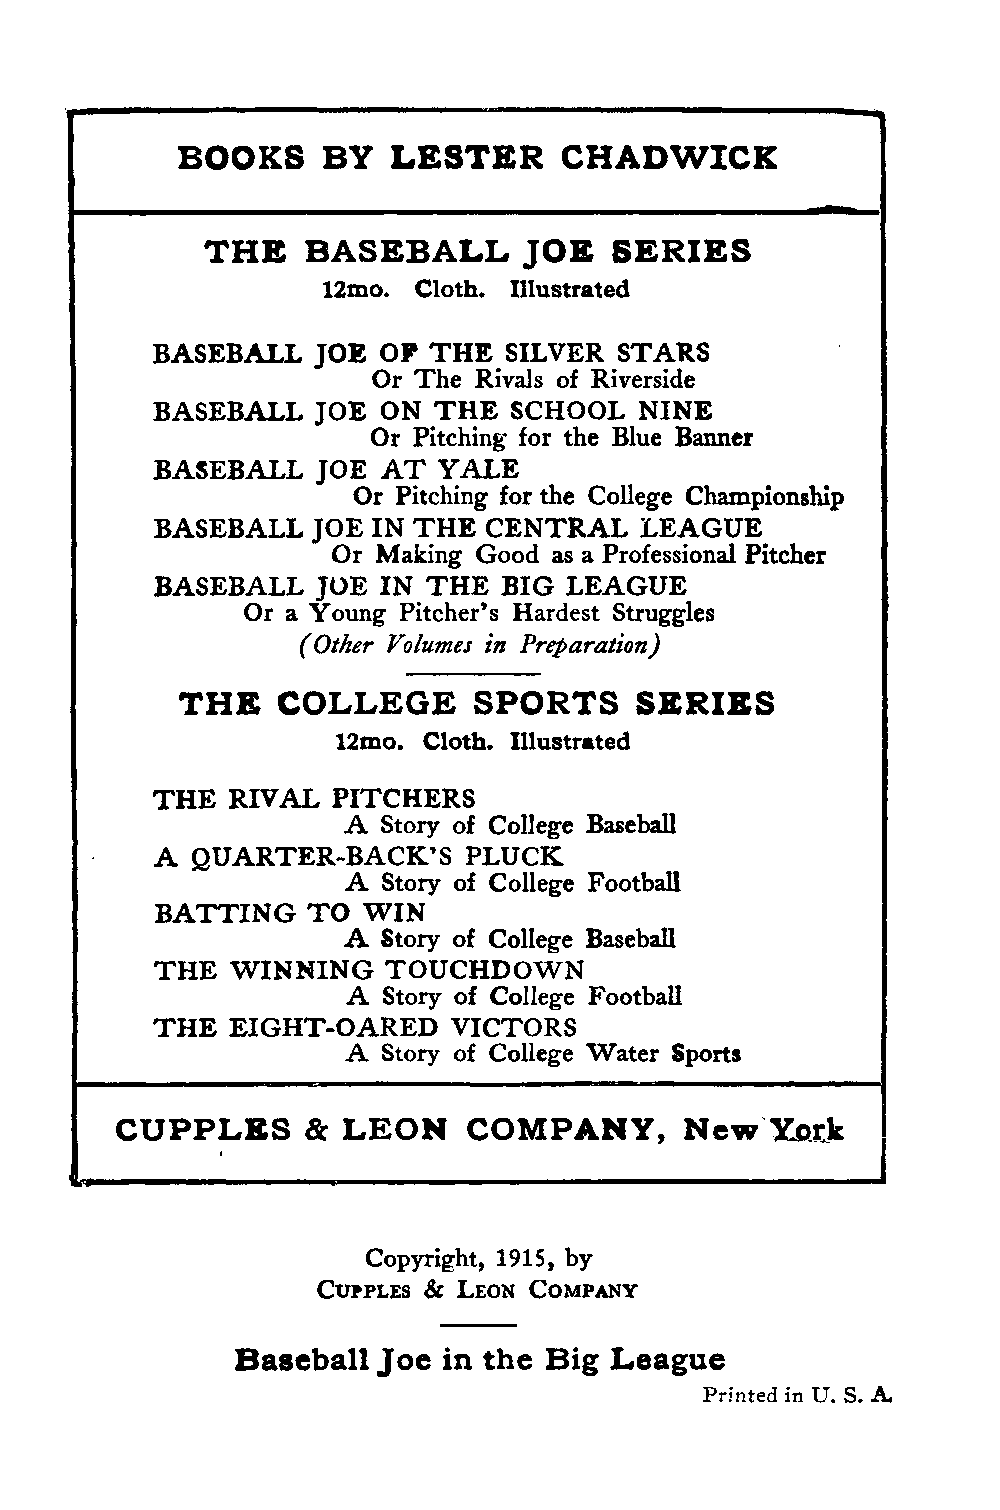 BOOKS BY LESTER CHADWICK
THE BASEBALL JOE SERIES
12mo. Cloth. Illustrated
BASEBALL JOE OF THE SILVER STARS
Or The Rivals of Riverside
BASEBALL JOE ON THE SCHOOL NINE
Or Pitching for the Blue Banner
BASEBALL JOE AT YALE
Or Pitching for the College Championship
BASEBALL JOE IN THE CENTRAL LEAGUE
Or Making Good as a Professional Pitcher
BASEBALL JOE IN THE BIG LEAGUE
Or a Young Pitcher's Hardest Struggles
(Other Volumes in Preparation)
THE COLLEGE SPORTS SERIES
12mo. Cloth. Illustrated
THE RIVAL PITCHERS
A Story of College Baseball
A QUARTER-BACK'S PLUCK
A Story of College Football
BATTING TO WIN
A Story of College Baseball
THE WINNING TOUCHDOWN
A Story of College Football
THE EIGHT-OARED VICTORS
A Story of College Water Sports
CUPPLES & LEON COMPANY, New York
Copyright, 1915, by
CUPPLES & LEON COMPANY
Baseball Joe in the Big League
Printed in U. S. A.